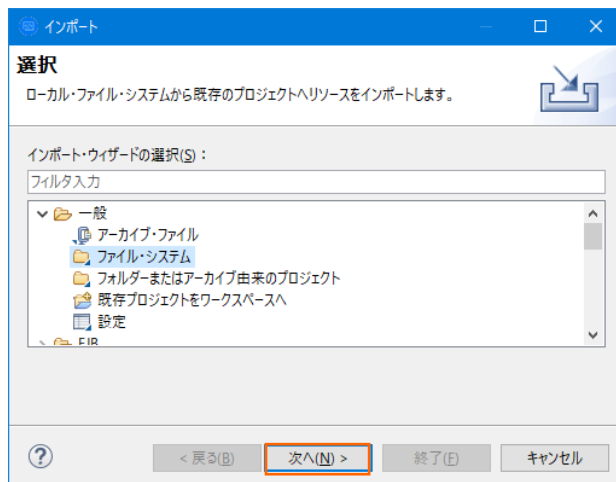 インポート
選択
ローカル・ファイル・システムから既存のプロジェクトへリソースをインポートします。
インポート・ウィザードの選択(S)：
フィルタ入力
一般
アーカイブ・ファイル
ファイル・システム
フォルダーまたはアーカイブ由来のプロジェクト
既存プロジェクトをワークスペースへ
設定
EJB
< 戻る(B) 次へ(N) > 終了(F) キャンセル